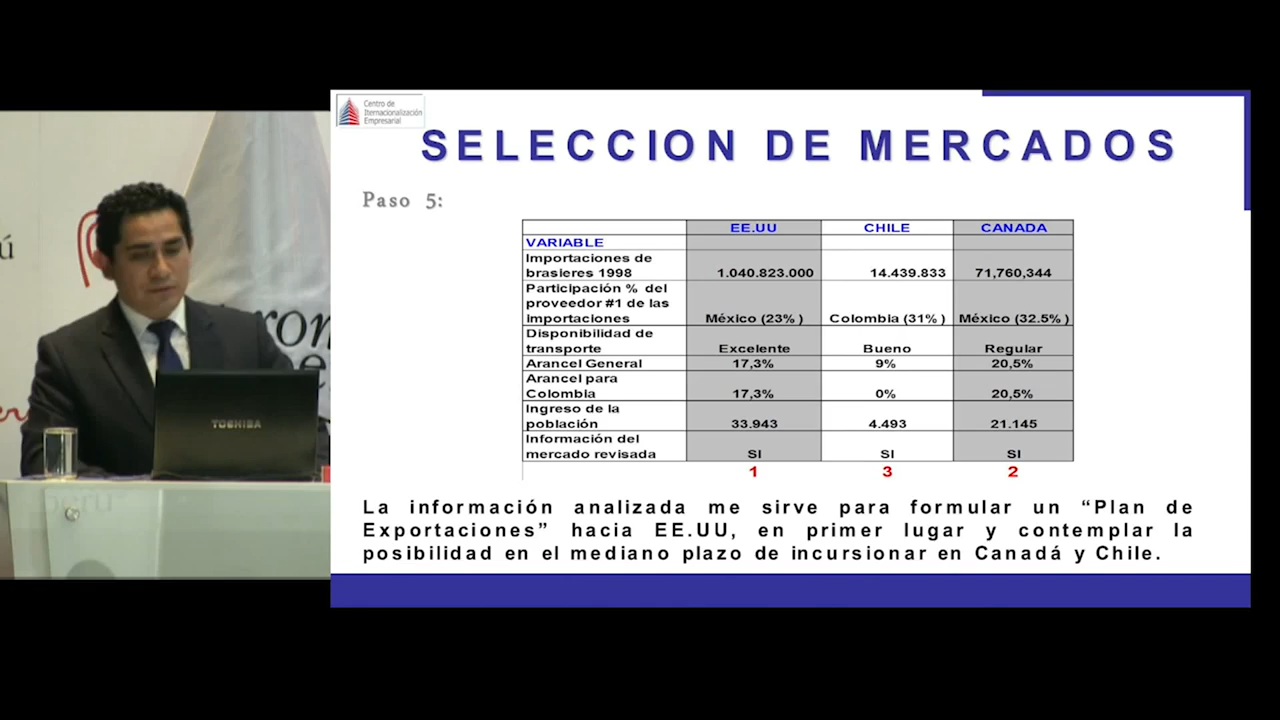 Centro de
Iternacionalización
Empresarial
SELECCION DE MERCADOS
Paso 5:
EE.UU CHILE CANADA
VARIABLE
Importaciones de
brasieres 1998 1.040.823.000 14.439.833 71,760,344
Participación % del
proveedor #1 de las
importaciones México (23% ) Colombia (31% ) México (32.5% )
Disponibilidad de
transporte Excelente Bueno Regular
Arancel General 17,3% 9% 20,5%
Arancel para
Colombia 17,3% 0% 20,5%
Ingreso de la
población 33.943 4.493 21.145
Información del
mercado revisada SI SI SI
1 3 2
La información analizada me sirve para formular un “Plan de
Exportaciones” hacia EE.UU, en primer lugar y contemplar la
posibilidad en el mediano plazo de incursionar en Canadá y Chile.
TOSHIBA
perú